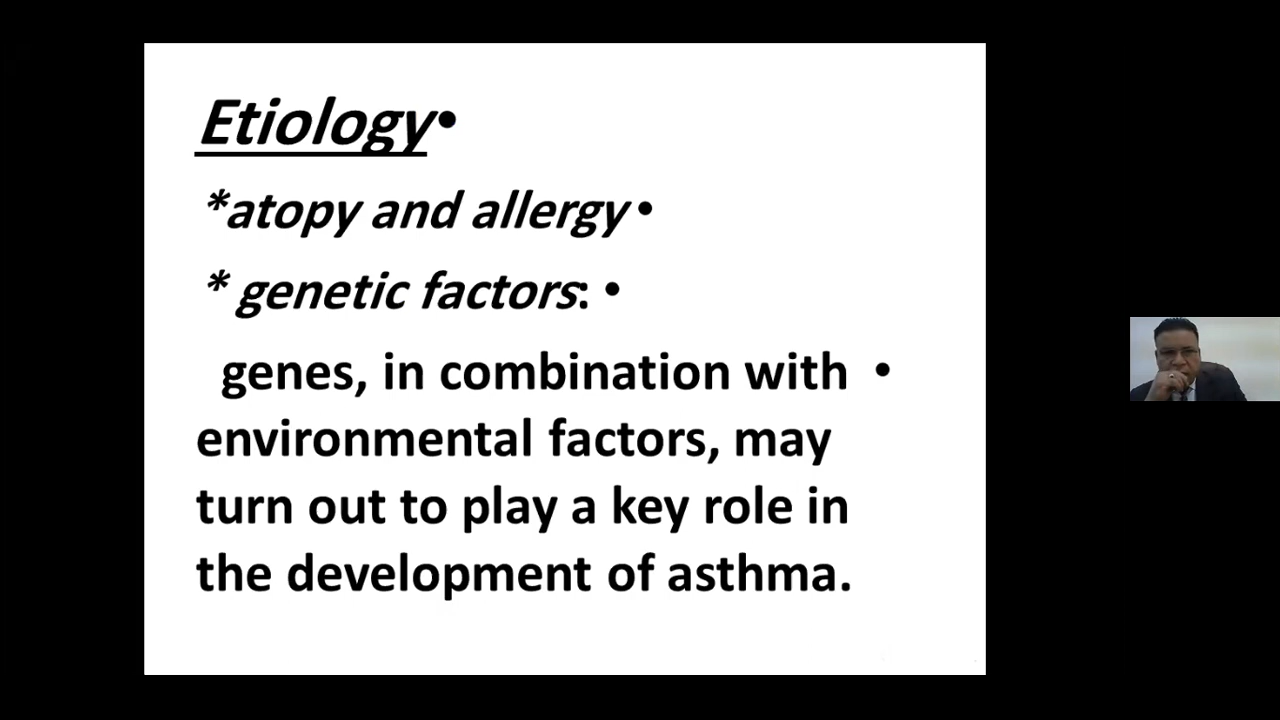 Etiology•
*atopy and allergy•
* genetic factors: •
genes, in combination with •
environmental factors, may
turn out to play a key role in
the development of asthma.